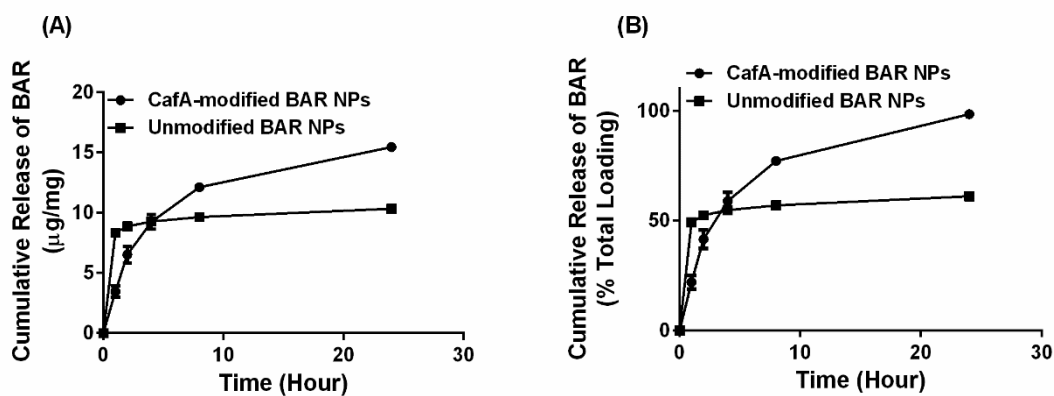 (A)
Cumulative Release of BAR
(μg/mg)
CafA-modified BAR NPs
Unmodified BAR NPs
20
15
10
5
0
0 10 20 30
Time (Hour)
(B)
Cumulative Release of BAR
(% Total Loading)
CafA-modified BAR NPs
Unmodified BAR NPs
100
50
0
0 10 20 30
Time (Hour)